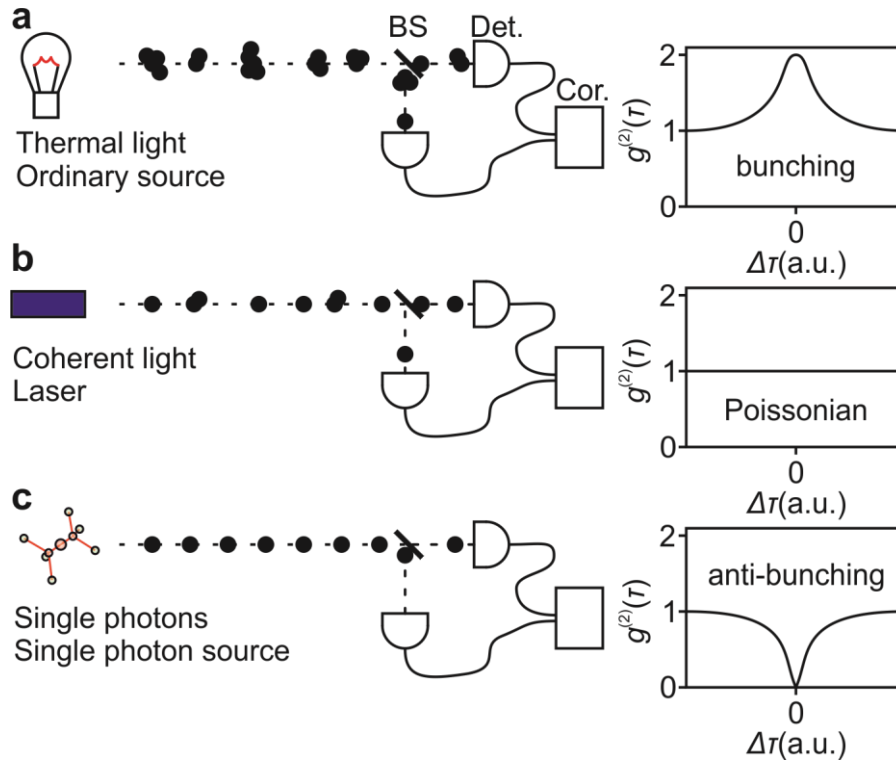 a
BS
Det.
Cor.
Thermal light
Ordinary source
2
1
0
g⁽²⁾(τ)
bunching
0
Δτ(a.u.)
b
Coherent light
Laser
2
1
0
g⁽²⁾(τ)
Poissonian
0
Δτ(a.u.)
c
Single photons
Single photon source
2
1
0
g⁽²⁾(τ)
anti-bunching
0
Δτ(a.u.)